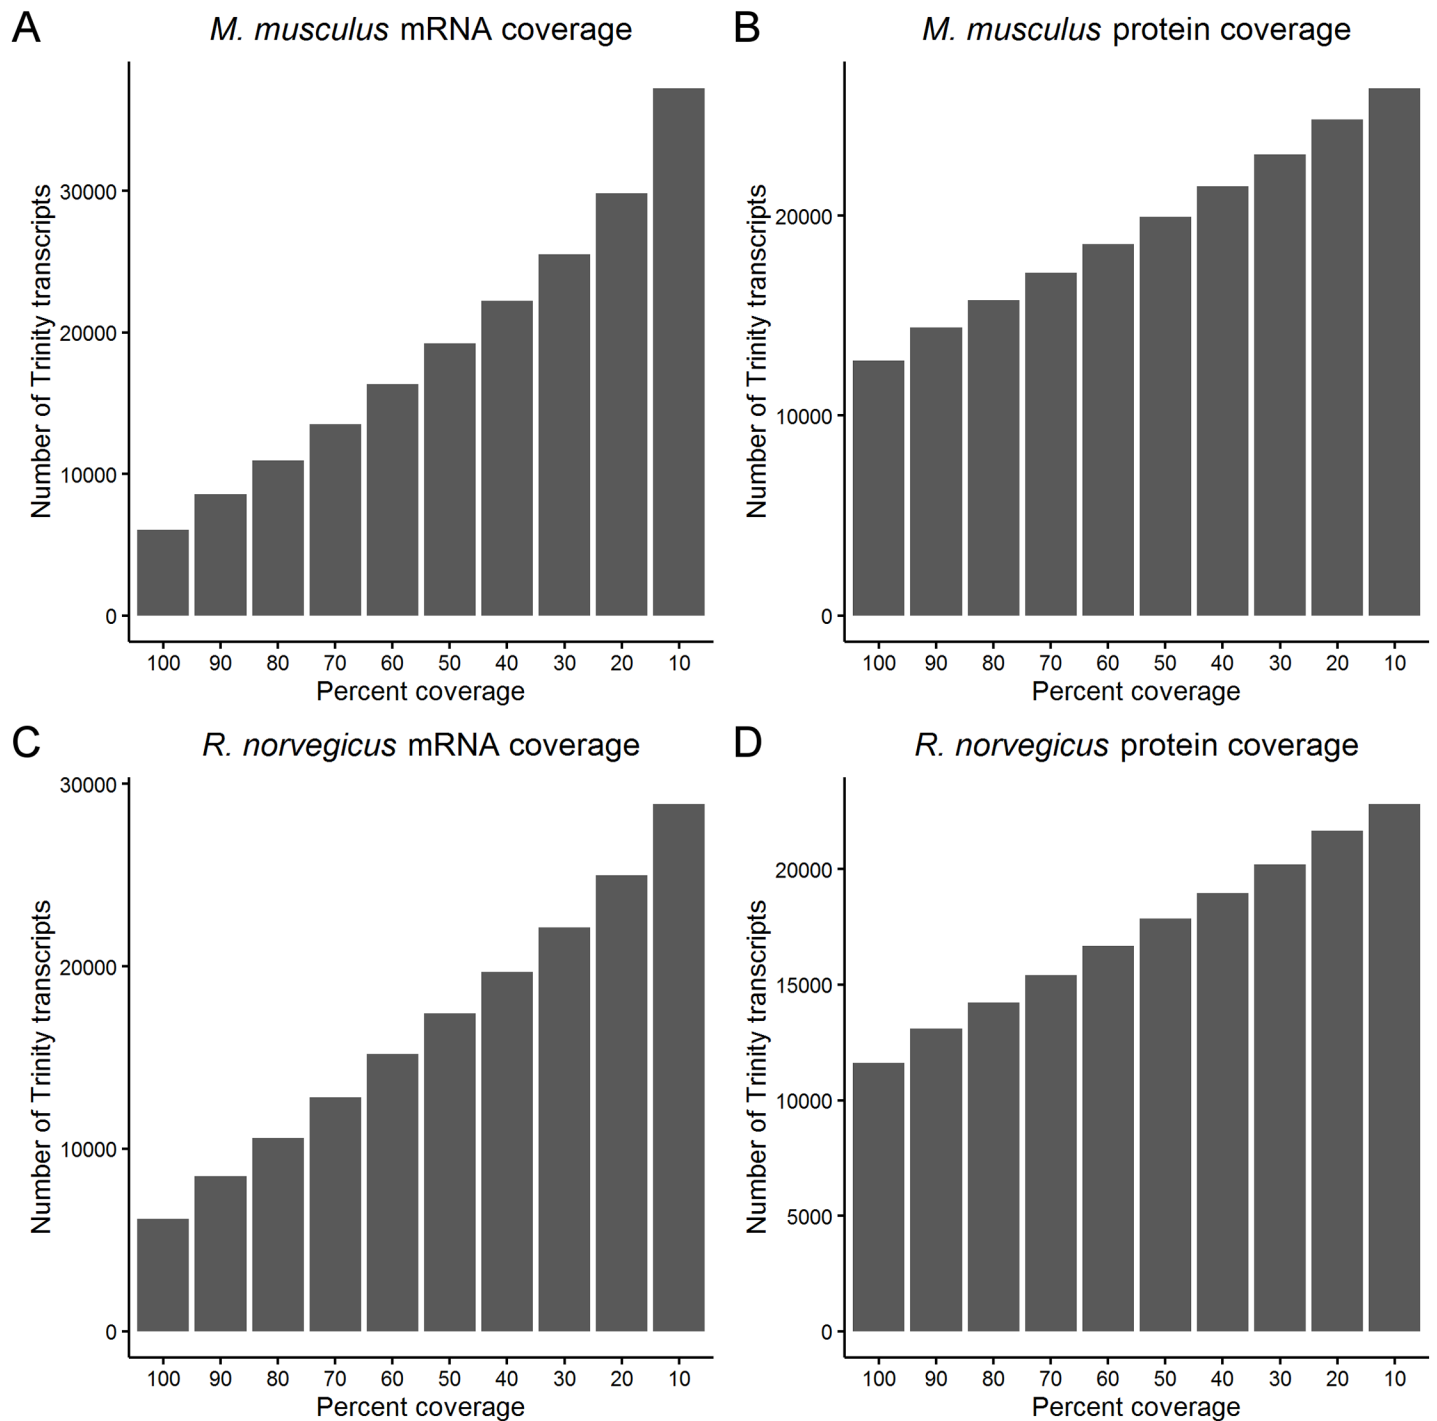 A
M. musculus mRNA coverage
Number of Trinity transcripts
30000
20000
10000
0
100 90 80 70 60 50 40 30 20 10
Percent coverage
B
M. musculus protein coverage
Number of Trinity transcripts
20000
10000
0
100 90 80 70 60 50 40 30 20 10
Percent coverage
C
R. norvegicus mRNA coverage
Number of Trinity transcripts
30000
20000
10000
0
100 90 80 70 60 50 40 30 20 10
Percent coverage
D
R. norvegicus protein coverage
Number of Trinity transcripts
20000
15000
10000
5000
0
100 90 80 70 60 50 40 30 20 10
Percent coverage